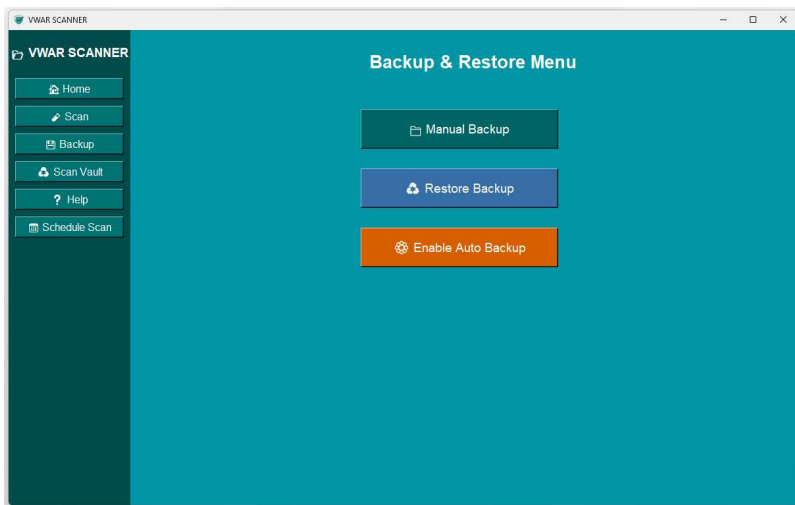 VWAR SCANNER
VWAR SCANNER
Home
Scan
Backup
Scan Vault
? Help
Schedule Scan
Backup & Restore Menu
Manual Backup
Restore Backup
Enable Auto Backup